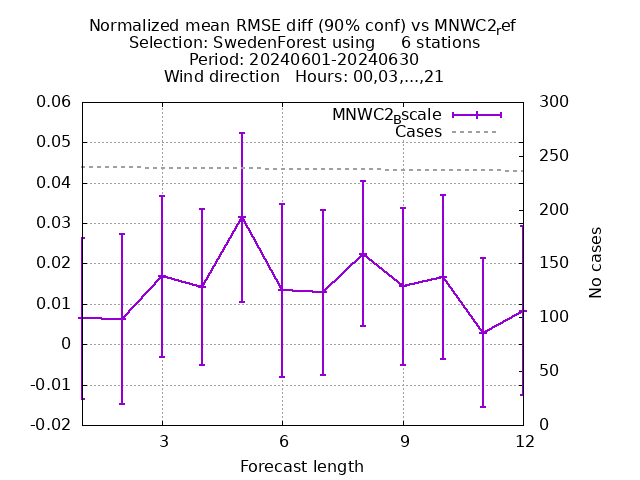 Normalized mean RMSE diff (90% conf) vs MNWC2ref
Selection: SwedenForest using 6 stations
Period: 20240601-20240630
Wind direction Hours: 00,03,...,21
MNWC2Bscale
Cases
0.06
0.05
0.04
0.03
0.02
0.01
0
-0.01
-0.02
300
250
200
150
100
50
0
No cases
3
6
9
12
Forecast length